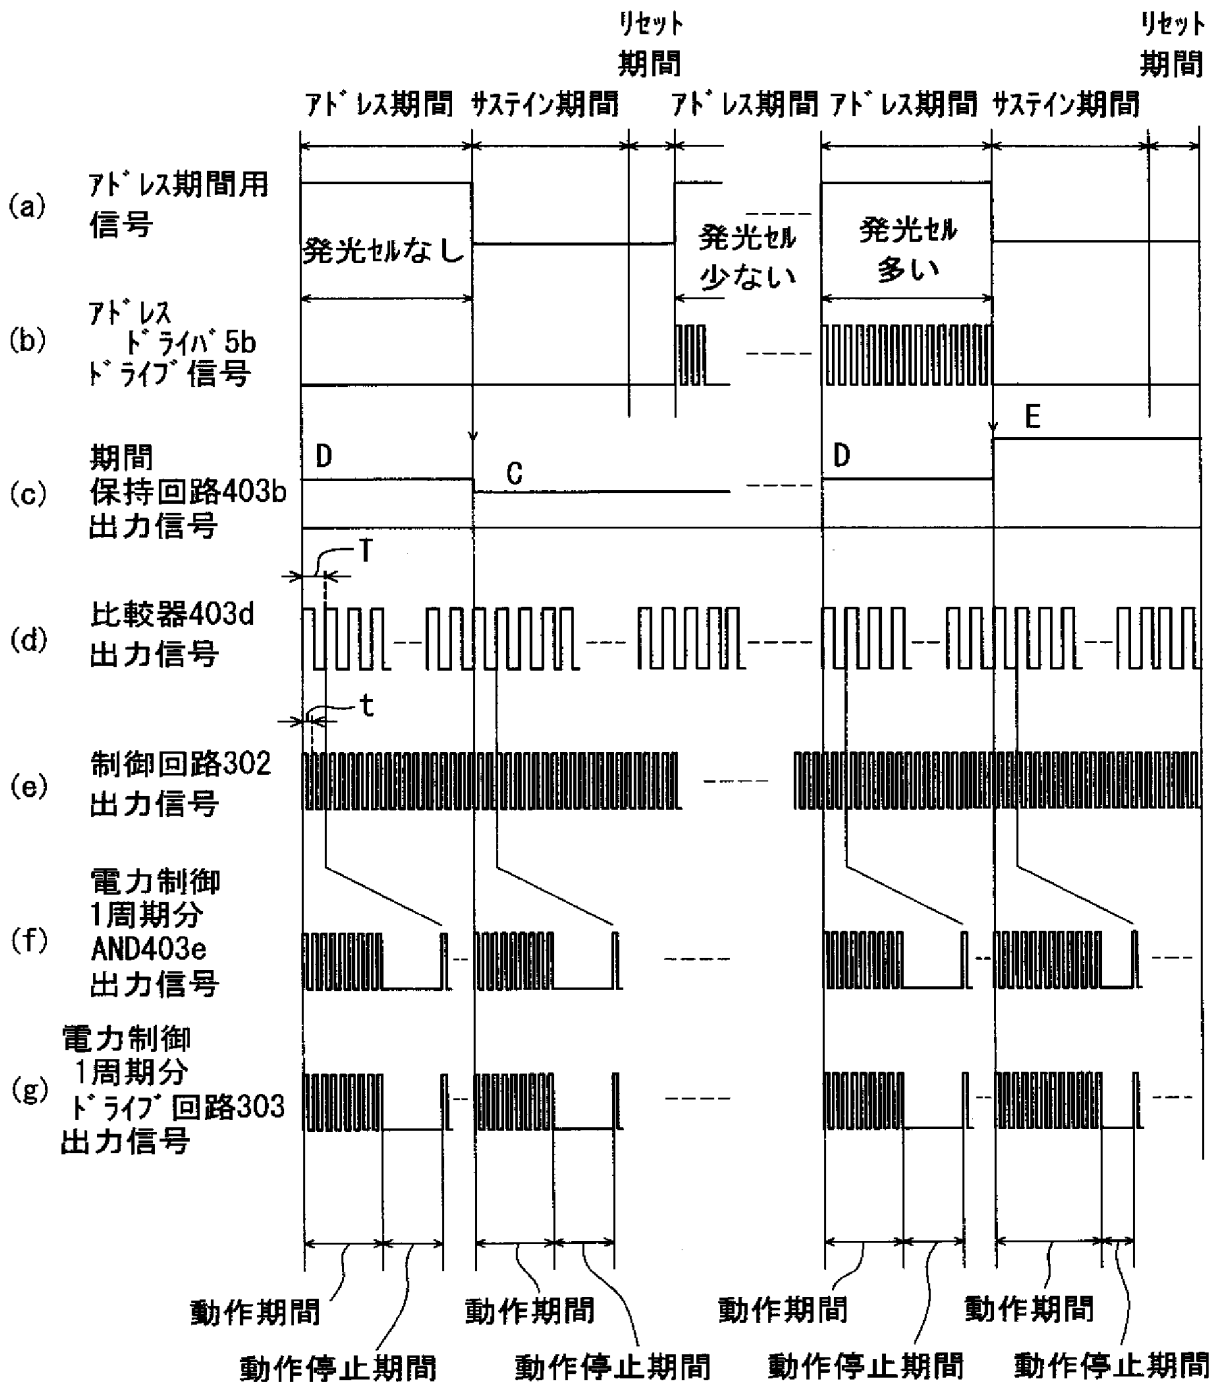 リセット
期間
リセット
期間
アドレス期間 サステイン期間 アドレス期間 アドレス期間 サステイン期間
(a) アドレス期間用
信号
発光セルなし
発光セル
少ない
発光セル
多い
(b) アドレス
ドライバ5b
ドライブ信号
(c) 期間
保持回路403b
出力信号
D
C
D
E
T
(d) 比較器403d
出力信号
t
(e) 制御回路302
出力信号
(f) 電力制御
1周期分
AND403e
出力信号
(g) 電力制御
1周期分
ドライブ回路303
出力信号
動作期間 動作期間 動作期間 動作期間
動作停止期間 動作停止期間 動作停止期間 動作停止期間